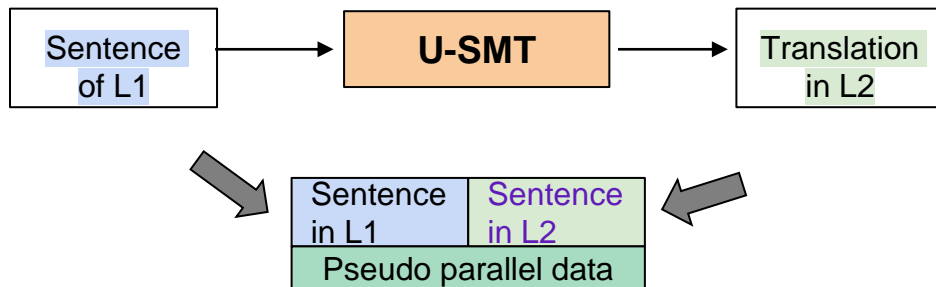 Sentence
of L1
U-SMT
Translation
in L2
Sentence
in L1
Sentence
in L2
Pseudo parallel data